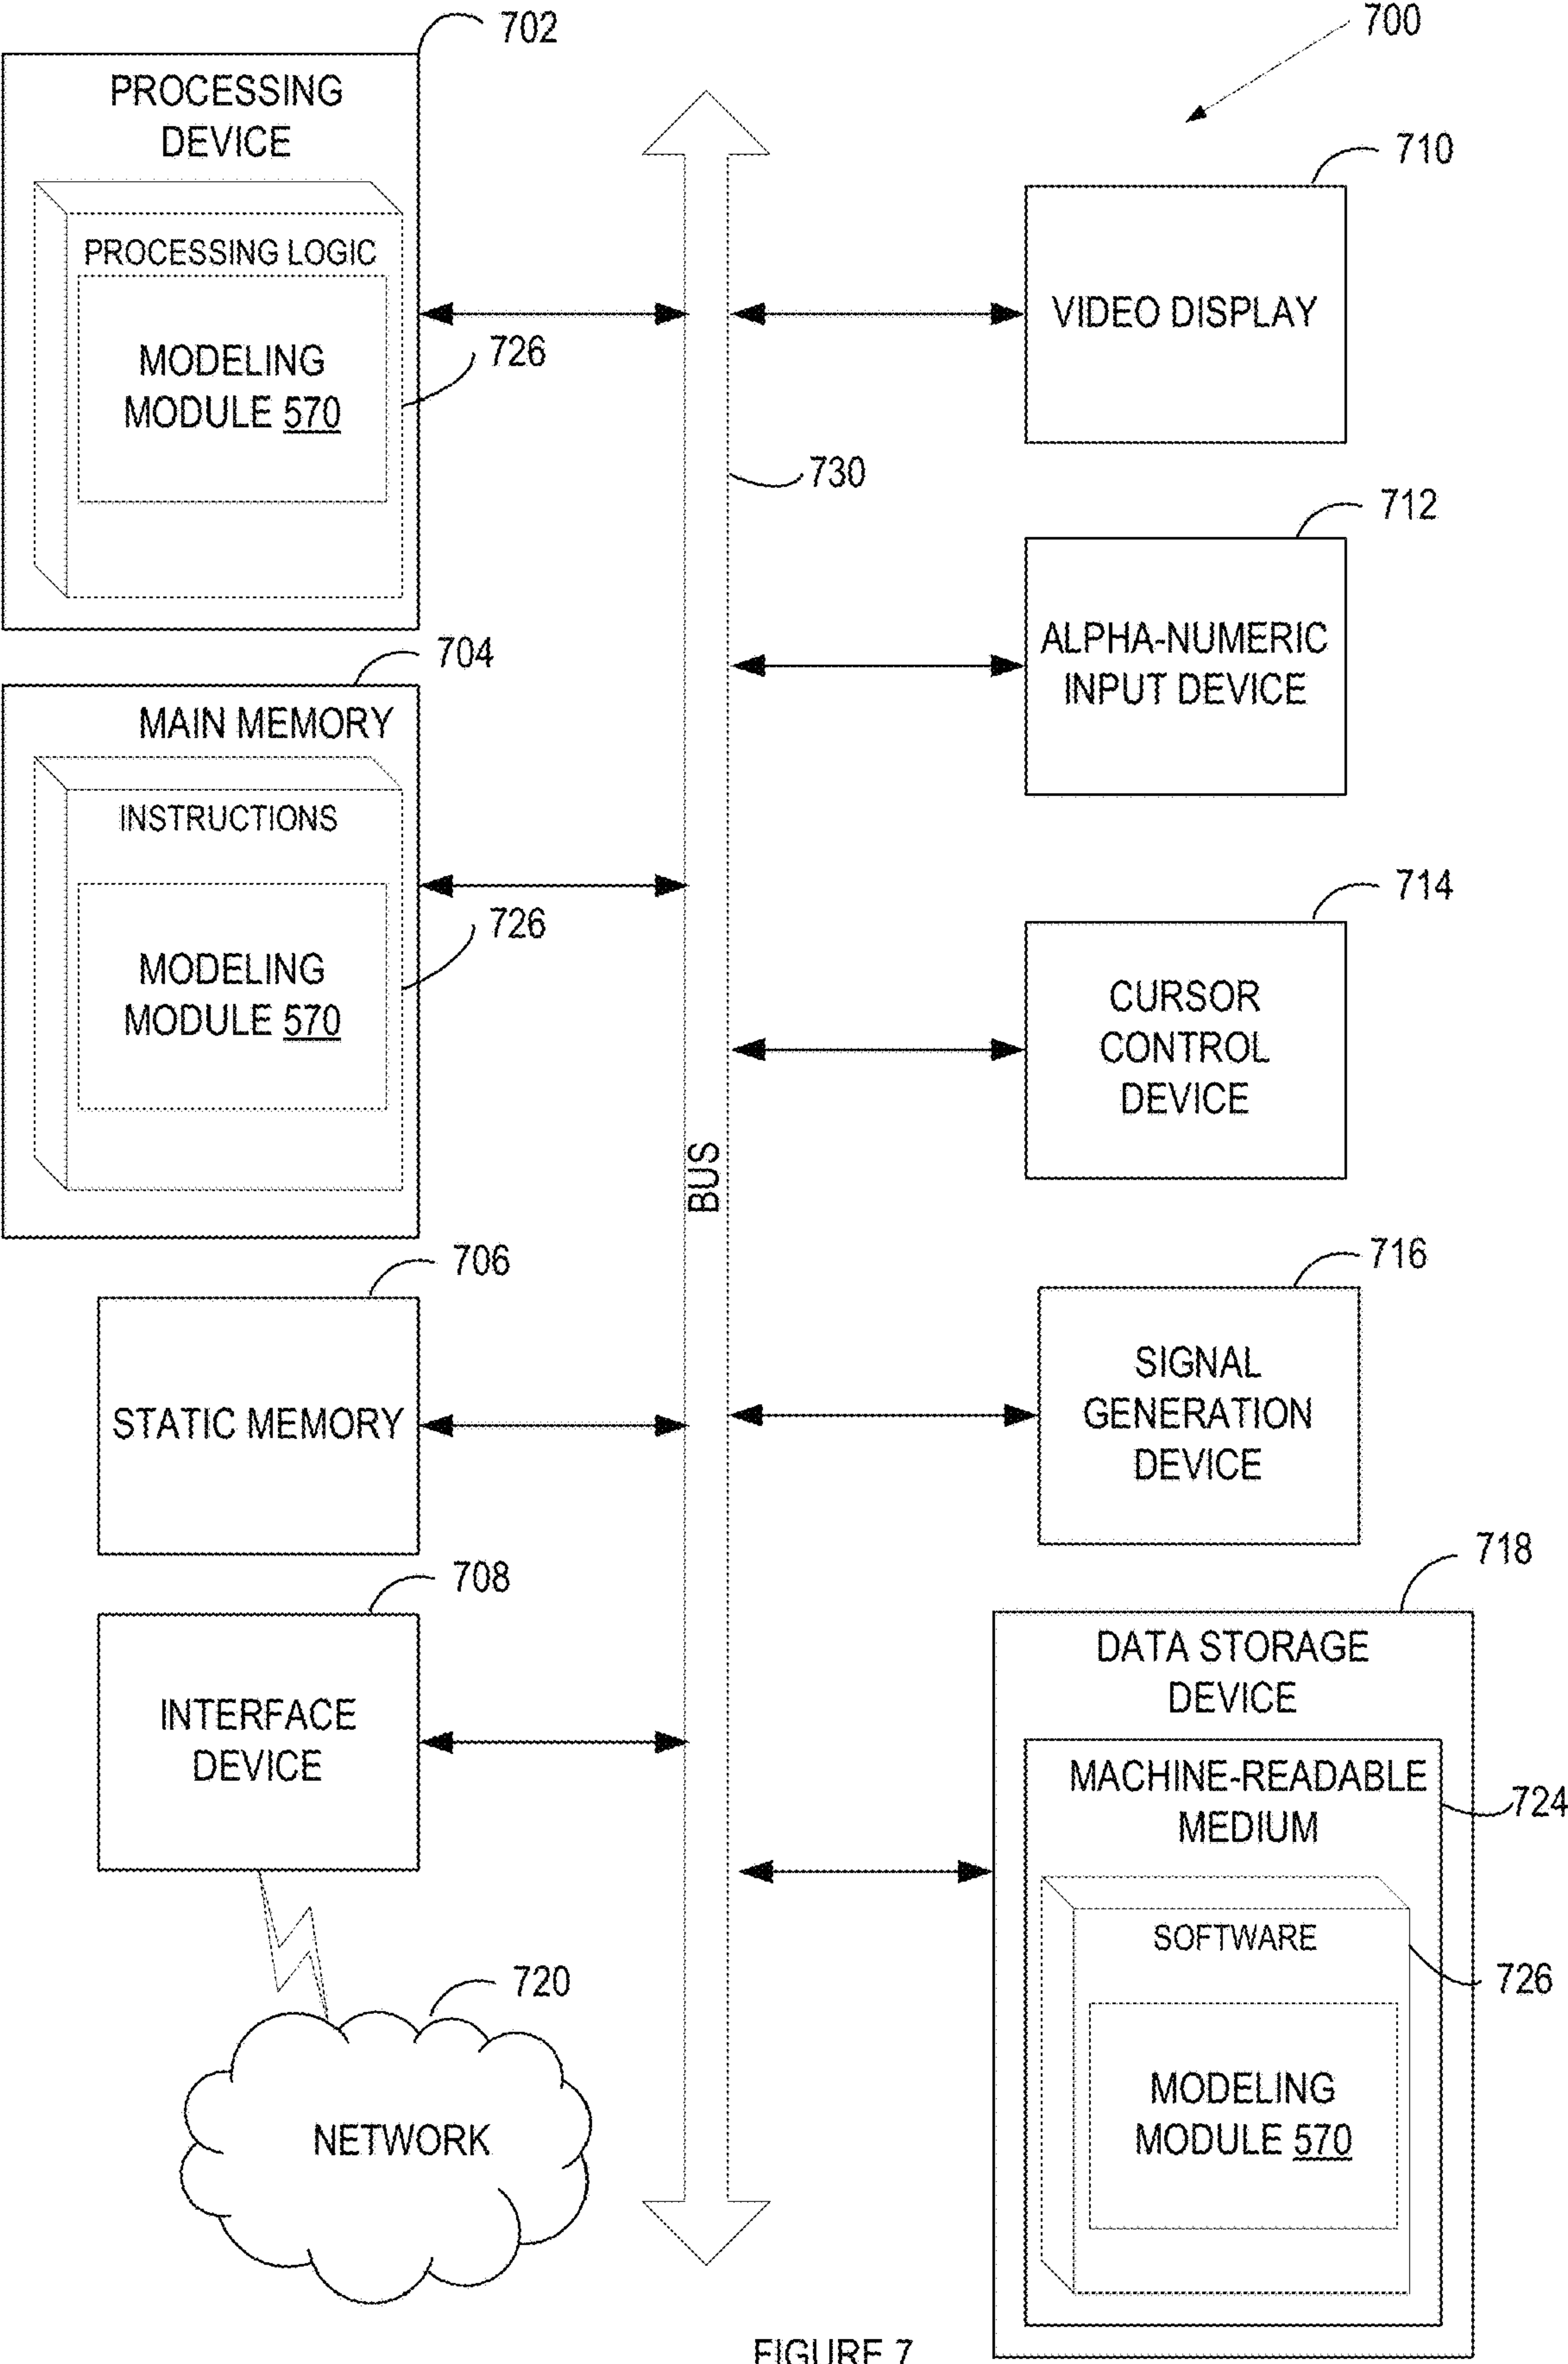 702
PROCESSING
DEVICE
PROCESSING LOGIC
MODELING
MODULE 570
726
704
MAIN MEMORY
INSTRUCTIONS
MODELING
MODULE 570
726
706
STATIC MEMORY
708
INTERFACE
DEVICE
720
NETWORK
BUS
730
700
710
VIDEO DISPLAY
712
ALPHA-NUMERIC
INPUT DEVICE
714
CURSOR
CONTROL
DEVICE
716
SIGNAL
GENERATION
DEVICE
718
DATA STORAGE
DEVICE
MACHINE-READABLE
MEDIUM
724
SOFTWARE
726
MODELING
MODULE 570
FIGURE 7